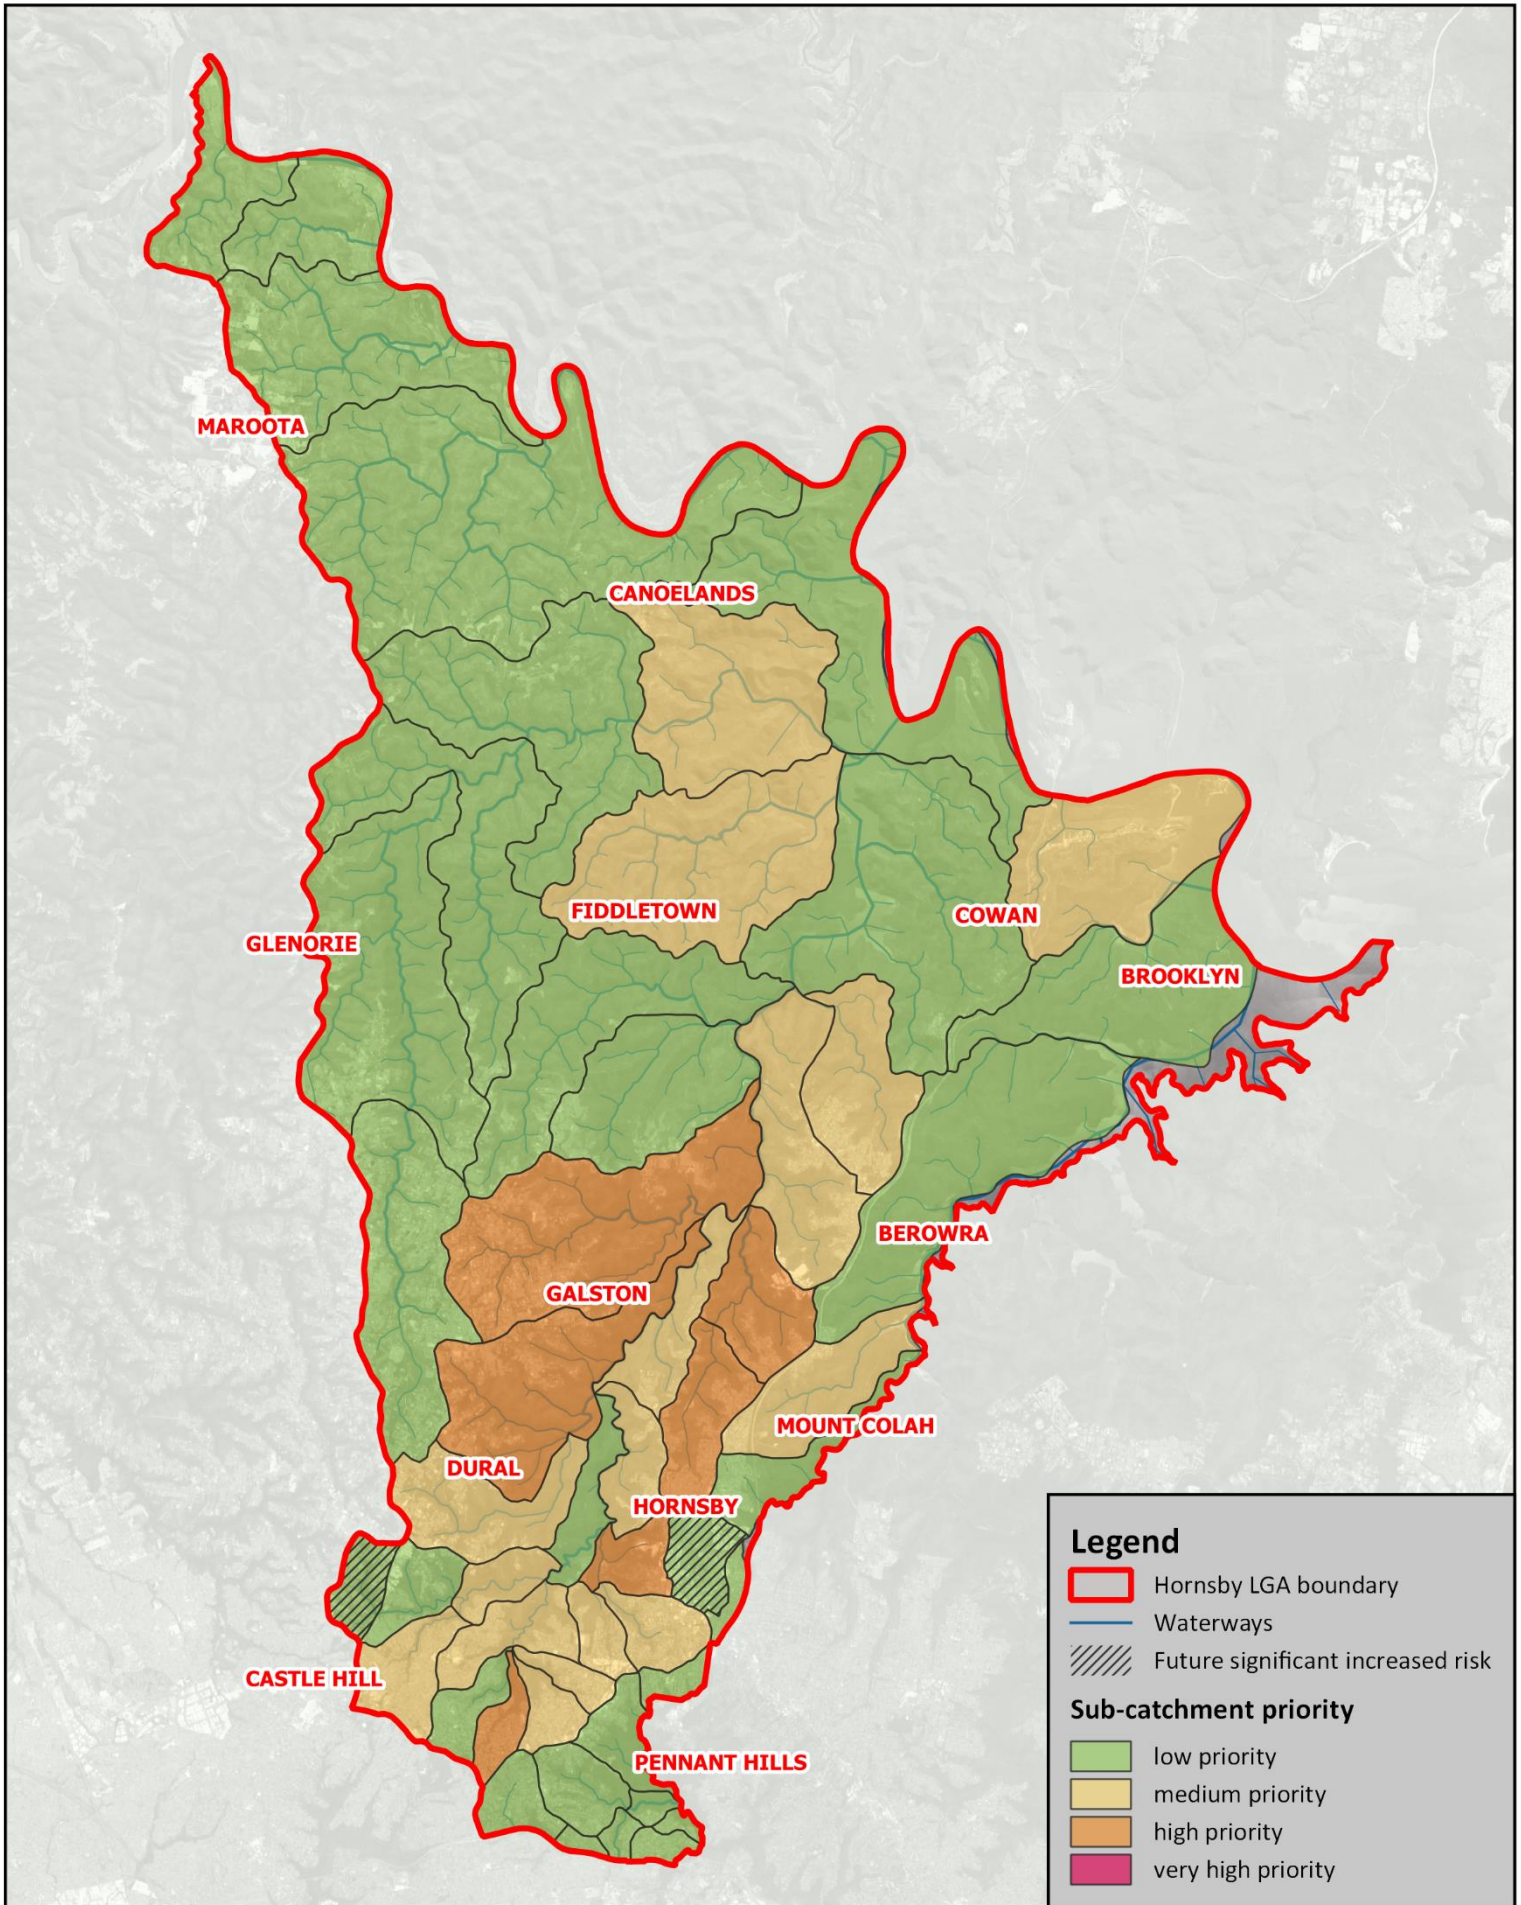 MAROOTA
CANOELANDS
FIDDLETOWN
COWAN
GLENORIE
BROOKLYN
BEROWRA
GALSTON
MOUNT COLAH
DURAL
HORNSBY
CASTLE HILL
PENNANT HILLS
Legend
Hornsby LGA boundary
Waterways
Future significant increased risk
Sub-catchment priority
low priority
medium priority
high priority
very high priority